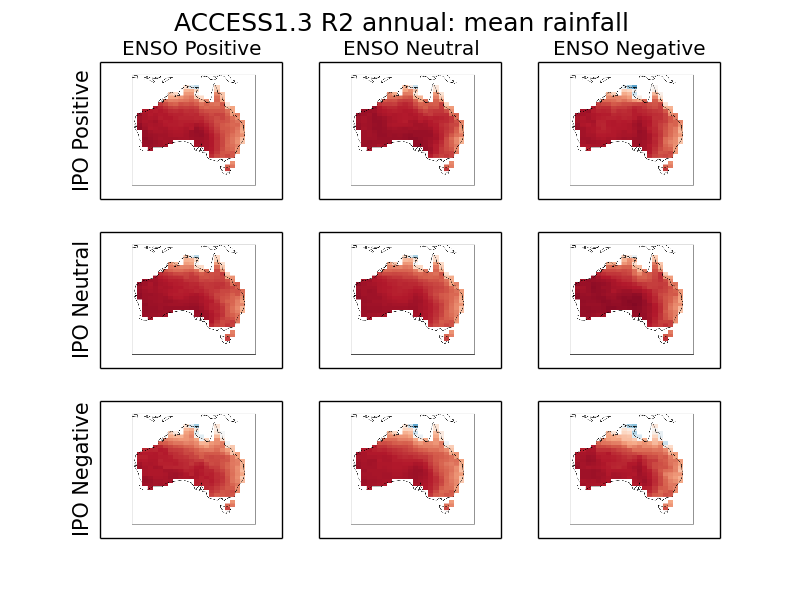 ACCESS1.3 R2 annual: mean rainfall
ENSO Positive
ENSO Neutral
ENSO Negative
IPO Positive
IPO Neutral
IPO Negative